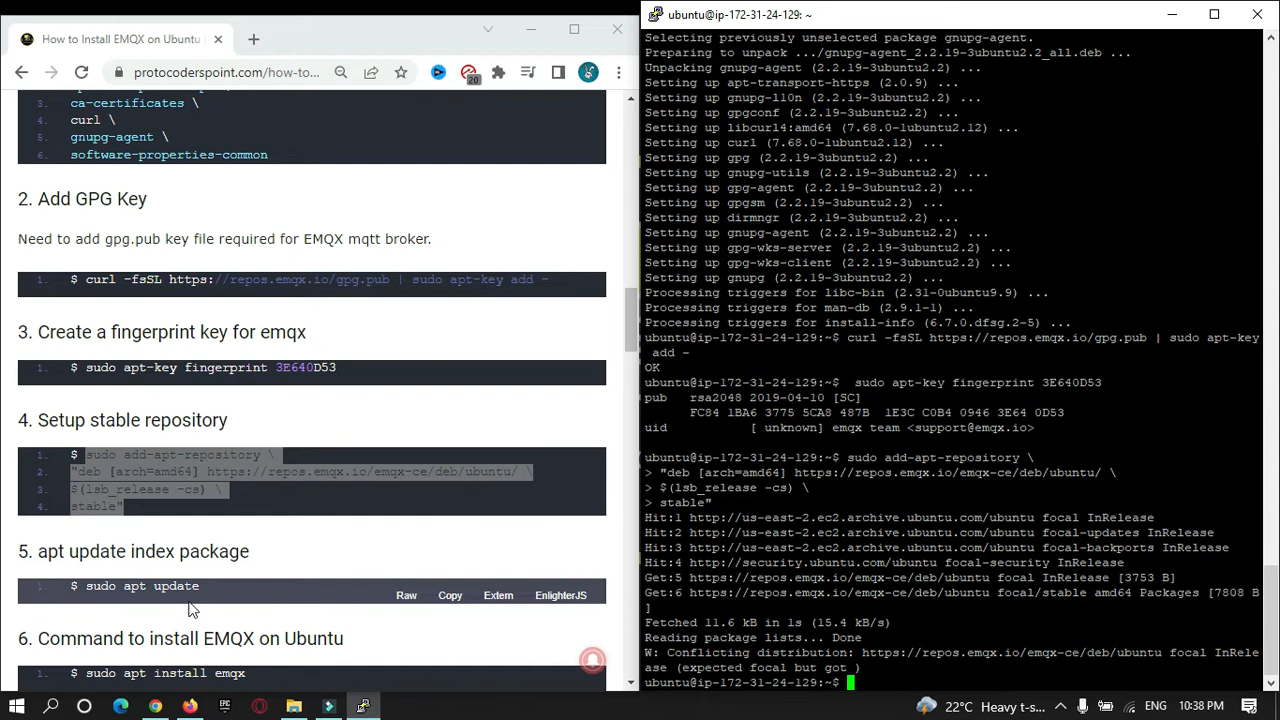 How to Install EMQX on Ubuntu
probsenderspoint.com/how-to...
20
3. ca-certificates \
4. curl \
5. gnupg-agent \
6. software-properties-common
2. Add GPG Key
Need to add gpg.pub key file required for EMQX mqtt broker.
1. $ curl -fsSL https://repos.emqx.io/gpg.pub | sudo apt-key add -
3. Create a fingerprint key for emqx
1. $ sudo apt-key fingerprint 3E640D53
4. Setup stable repository
1. $ sudo add-apt-repository \
2. "deb [arch=amd64] https://repos.emqx.io/emqx-ce/deb/ubuntu/ \
3. $(lsb_release -cs) \
4. stable"
5. apt update index package
1. $ sudo apt update
Raw Copy Extern EnlighterJS
6. Command to install EMQX on Ubuntu
1. $ sudo apt install emqx
ubuntu@ip-172-31-24-129: ~
Selecting previously unselected package gnupg-agent.
Preparing to unpack .../gnupg-agent_2.2.19-3ubuntu2.2_all.deb ...
Unpacking gnupg-agent (2.2.19-3ubuntu2.2) ...
Setting up apt-transport-https (2.0.9) ...
Setting up gnupg-l10n (2.2.19-3ubuntu2.2) ...
Setting up gpgconf (2.2.19-3ubuntu2.2) ...
Setting up libcurl4:amd64 (7.68.0-1ubuntu2.12) ...
Setting up curl (7.68.0-1ubuntu2.12) ...
Setting up gpg (2.2.19-3ubuntu2.2) ...
Setting up gnupg-utils (2.2.19-3ubuntu2.2) ...
Setting up gpg-agent (2.2.19-3ubuntu2.2) ...
Setting up gpgsm (2.2.19-3ubuntu2.2) ...
Setting up dirmngr (2.2.19-3ubuntu2.2) ...
Setting up gnupg-agent (2.2.19-3ubuntu2.2) ...
Setting up gpg-wks-server (2.2.19-3ubuntu2.2) ...
Setting up gpg-wks-client (2.2.19-3ubuntu2.2) ...
Setting up gnupg (2.2.19-3ubuntu2.2) ...
Processing triggers for libc-bin (2.31-0ubuntu9.9) ...
Processing triggers for man-db (2.9.1-1) ...
Processing triggers for install-info (6.7.0.dfsg.2-5) ...
ubuntu@ip-172-31-24-129:~$ curl -fsSL https://repos.emqx.io/gpg.pub | sudo apt-key
add -
OK
ubuntu@ip-172-31-24-129:~$  sudo apt-key fingerprint 3E640D53
pub   rsa2048 2019-04-10 [SC]
FC84 1BA6 3775 5CA8 487B  1E3C C0B4 0946 3E64 0D53
uid           [ unknown] emqx team <support@emqx.io>
ubuntu@ip-172-31-24-129:~$ sudo add-apt-repository \
> "deb [arch=amd64] https://repos.emqx.io/emqx-ce/deb/ubuntu/ \
> $(lsb_release -cs) \
> stable"
Hit:1 http://us-east-2.ec2.archive.ubuntu.com/ubuntu focal InRelease
Hit:2 http://us-east-2.ec2.archive.ubuntu.com/ubuntu focal-updates InRelease
Hit:3 http://us-east-2.ec2.archive.ubuntu.com/ubuntu focal-backports InRelease
Hit:4 http://security.ubuntu.com/ubuntu focal-security InRelease
Get:5 https://repos.emqx.io/emqx-ce/deb/ubuntu focal InRelease [3753 B]
Get:6 https://repos.emqx.io/emqx-ce/deb/ubuntu focal/stable amd64 Packages [7808 B
]
Fetched 11.6 kB in 1s (15.4 kB/s)
Reading package lists... Done
W: Conflicting distribution: https://repos.emqx.io/emqx-ce/deb/ubuntu focal InRele
ase (expected focal but got )
ubuntu@ip-172-31-24-129:~$
22°C Heavy t-s... ENG 10:38 PM